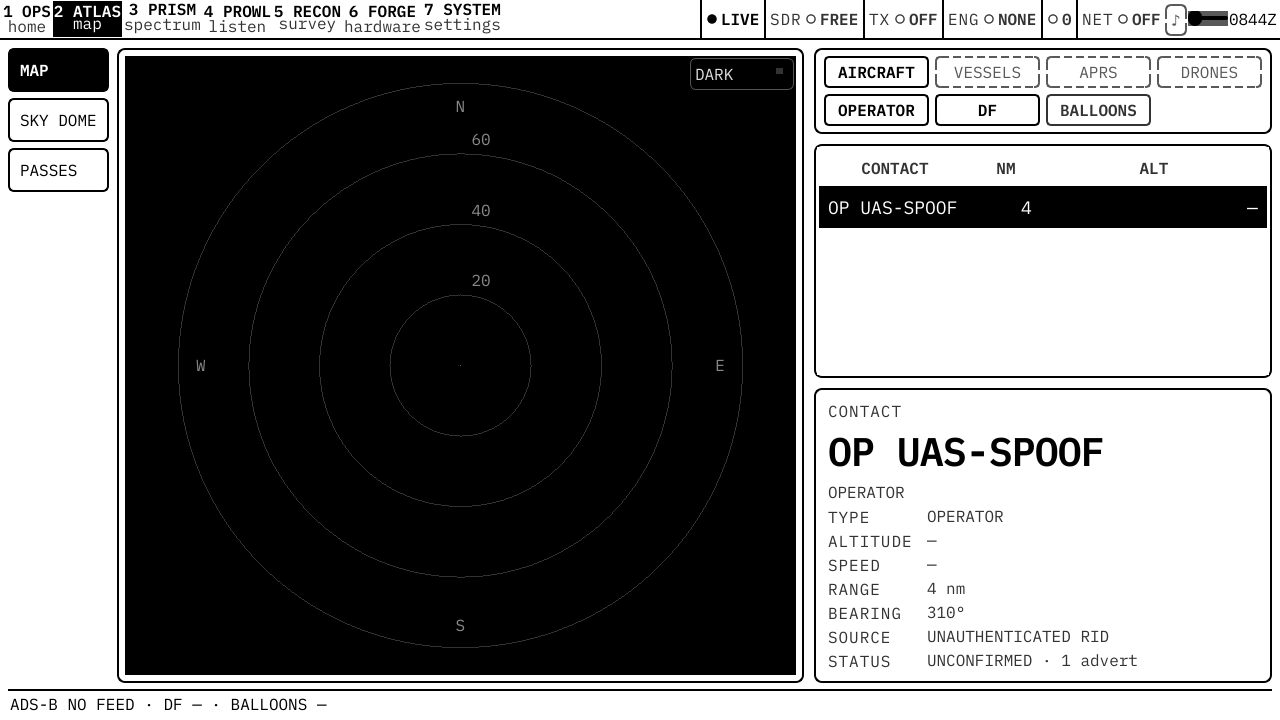 1 OPS 2 ATLAS 3 PRISM 4 PROWL 5 RECON 6 FORGE 7 SYSTEM
home map spectrum listen survey hardware settings
LIVE SDR FREE TX OFF ENG NONE 0 NET OFF ♪ 0844Z
MAP
SKY DOME
PASSES
DARK
N
60
40
20
W
E
S
AIRCRAFT VESSELS APRS DRONES
OPERATOR DF BALLOONS
CONTACT NM ALT
OP UAS-SPOOF 4 —
CONTACT
OP UAS-SPOOF
OPERATOR
TYPE OPERATOR
ALTITUDE —
SPEED —
RANGE 4 nm
BEARING 310°
SOURCE UNAUTHENTICATED RID
STATUS UNCONFIRMED · 1 advert
ADS-B NO FEED · DF — · BALLOONS —